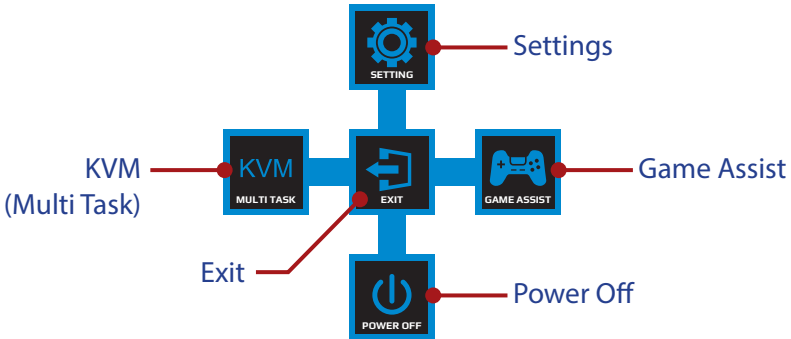 SETTING
Settings
KVM
(Multi Task)
KVM
MULTI TASK
EXIT
GAME ASSIST
Game Assist
Exit
POWER OFF
Power Off